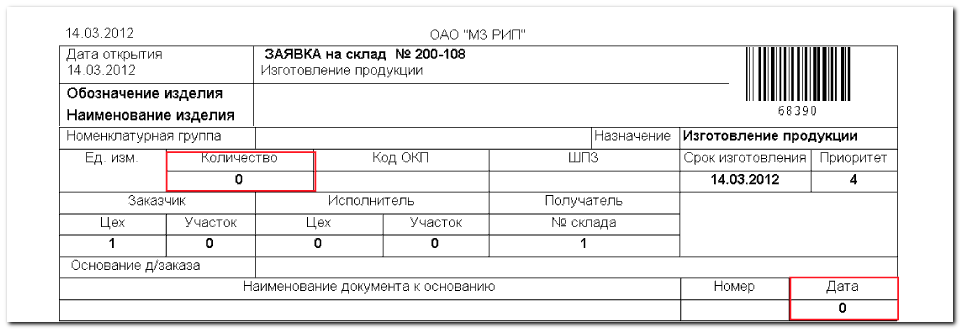 14.03.2012 ОАО "МЗ РИП"
Дата открытия ЗАЯВКА на склад № 200-108
14.03.2012 Изготовление продукции
Обозначение изделия
Наименование изделия
68390
Номенклатурная группа Назначение Изготовление продукции
Ед. изм. Количество Код ОКП ШПЗ Срок изготовления Приоритет
0 14.03.2012 4
Заказчик Исполнитель Получатель
Цех Участок Цех Участок № склада
1 0 0 0 1
Основание д/заказа
Наименование документа к основанию Номер Дата
0